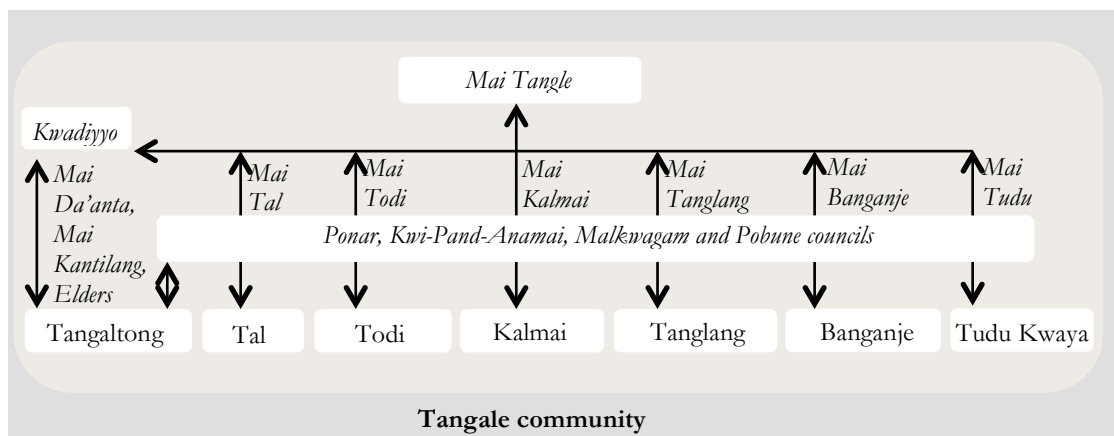 Mai Tangle
Kwadiyyo
Mai
Da'anta,
Mai
Kantilang,
Elders
Mai
Tal
Mai
Todi
Mai
Kalmai
Mai
Tanglang
Mai
Banganje
Mai
Tudu
Ponar, Kwi-Pand-Anamai, Malkwagam and Pobune councils
Tangaltong
Tal
Todi
Kalmai
Tanglang
Banganje
Tudu Kwaya
Tangale community